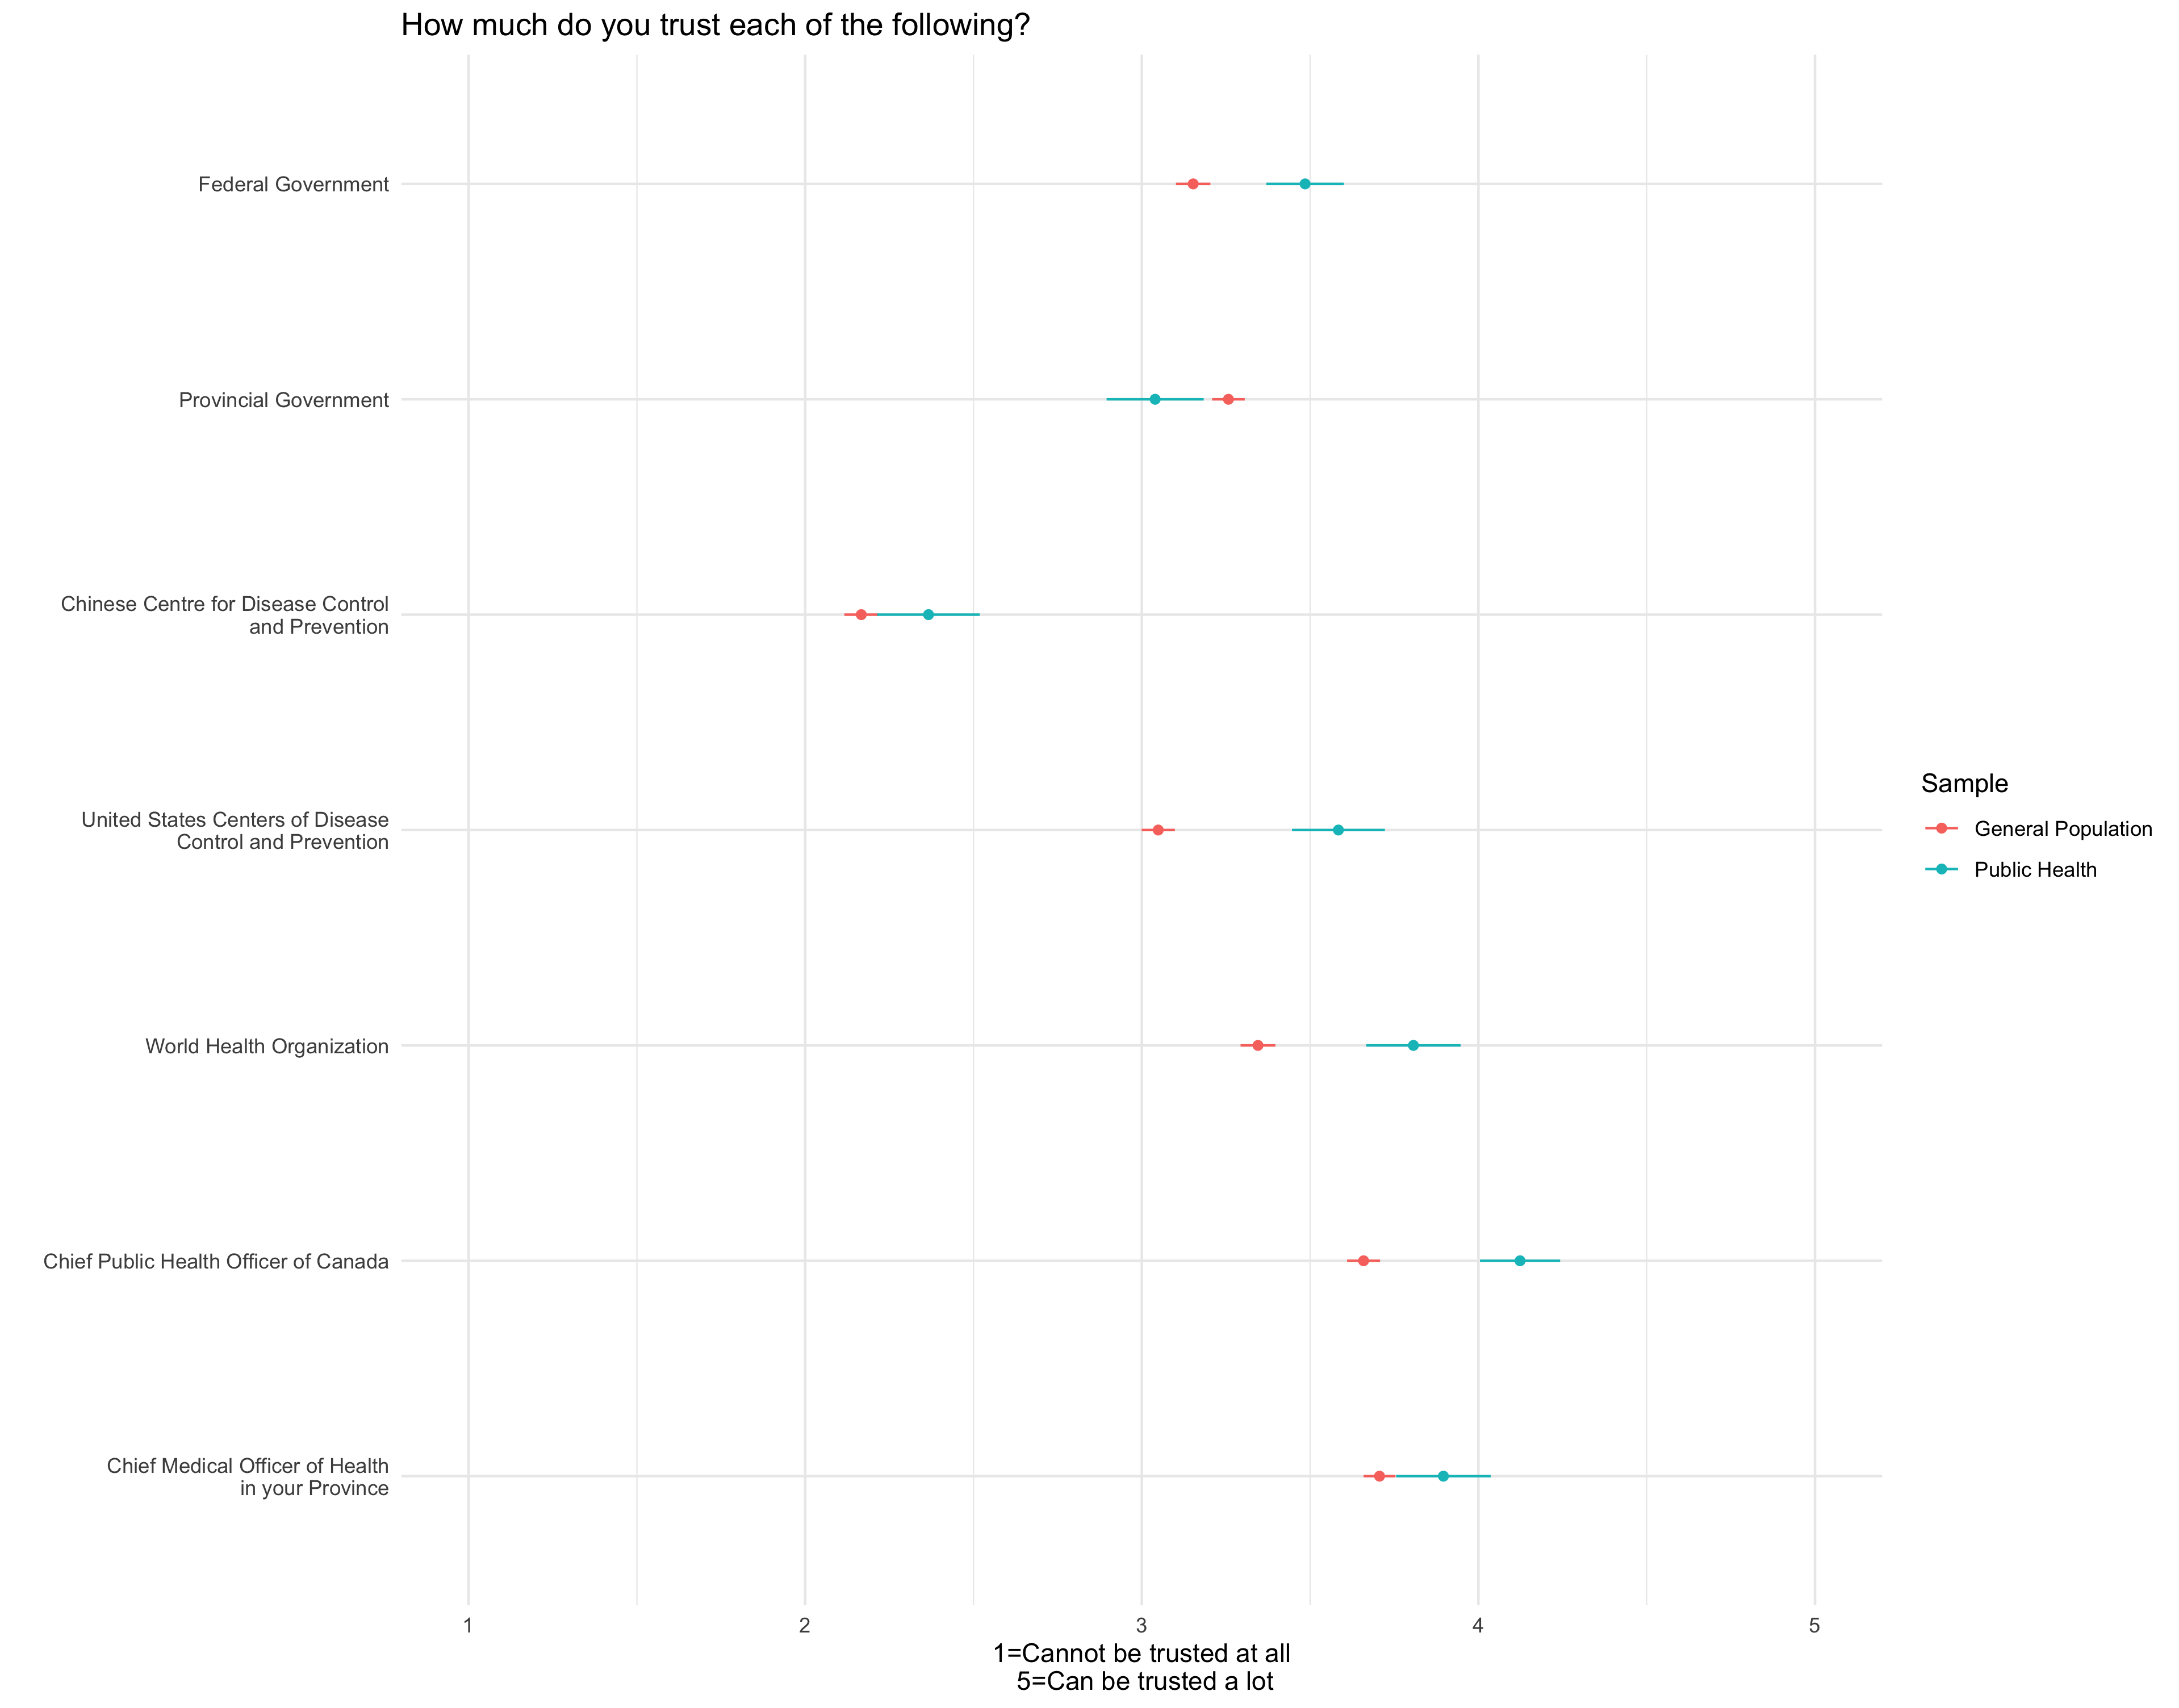 How much do you trust each of the following?
Federal Government
Provincial Government
Chinese Centre for Disease Control
and Prevention
United States Centers of Disease
Control and Prevention
World Health Organization
Chief Public Health Officer of Canada
Chief Medical Officer of Health
in your Province
Sample
General Population
Public Health
1 2 3 4 5
1=Cannot be trusted at all
5=Can be trusted a lot